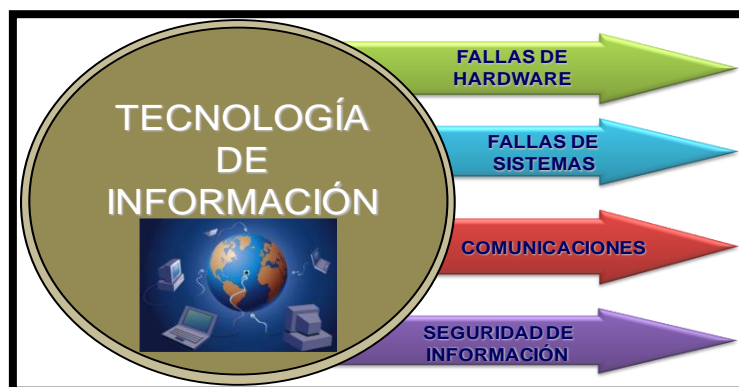 TECNOLOGÍA
DE
INFORMACIÓN
FALLAS DE
HARDWARE
FALLAS DE
SISTEMAS
COMUNICACIONES
SEGURIDAD DE
INFORMACIÓN